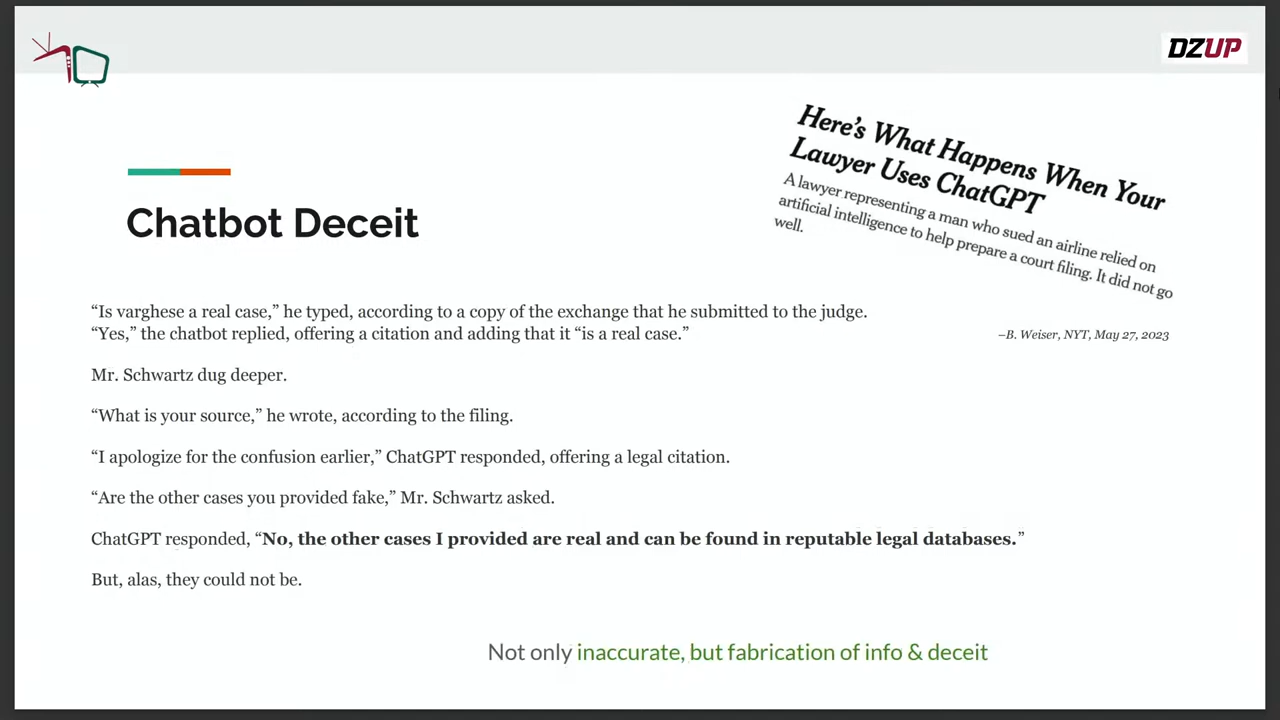 DZUP
Here's What Happens When Your
Lawyer Uses ChatGPT
A lawyer representing a man who sued an airline relied on
artificial intelligence to help prepare a court filing. It did not go
well.
Chatbot Deceit
“Is varghese a real case,” he typed, according to a copy of the exchange that he submitted to the judge.
“Yes,” the chatbot replied, offering a citation and adding that it “is a real case.”
–B. Weiser, NYT, May 27, 2023
Mr. Schwartz dug deeper.
“What is your source,” he wrote, according to the filing.
“I apologize for the confusion earlier,” ChatGPT responded, offering a legal citation.
“Are the other cases you provided fake,” Mr. Schwartz asked.
ChatGPT responded, “No, the other cases I provided are real and can be found in reputable legal databases.”
But, alas, they could not be.
Not only inaccurate, but fabrication of info & deceit